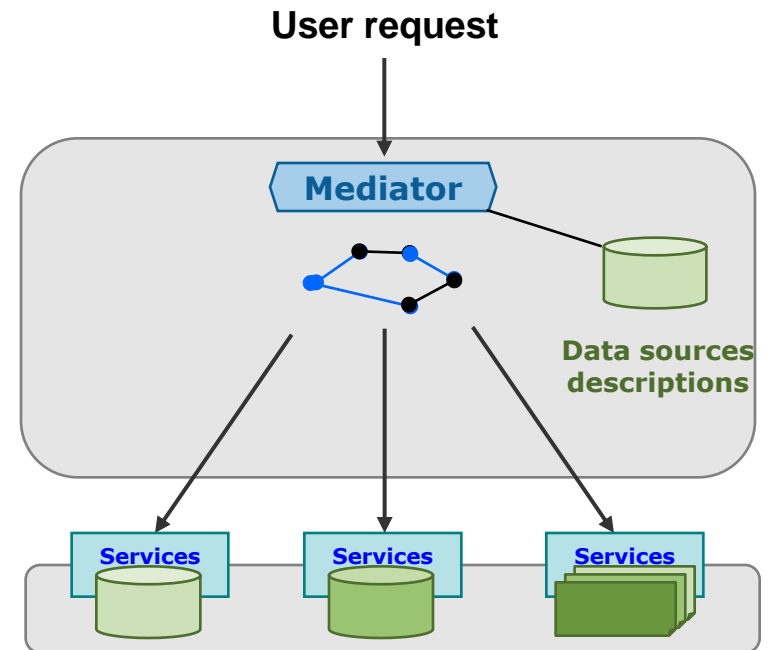 User request
Mediator
Data sources
descriptions
Services
Services
Services